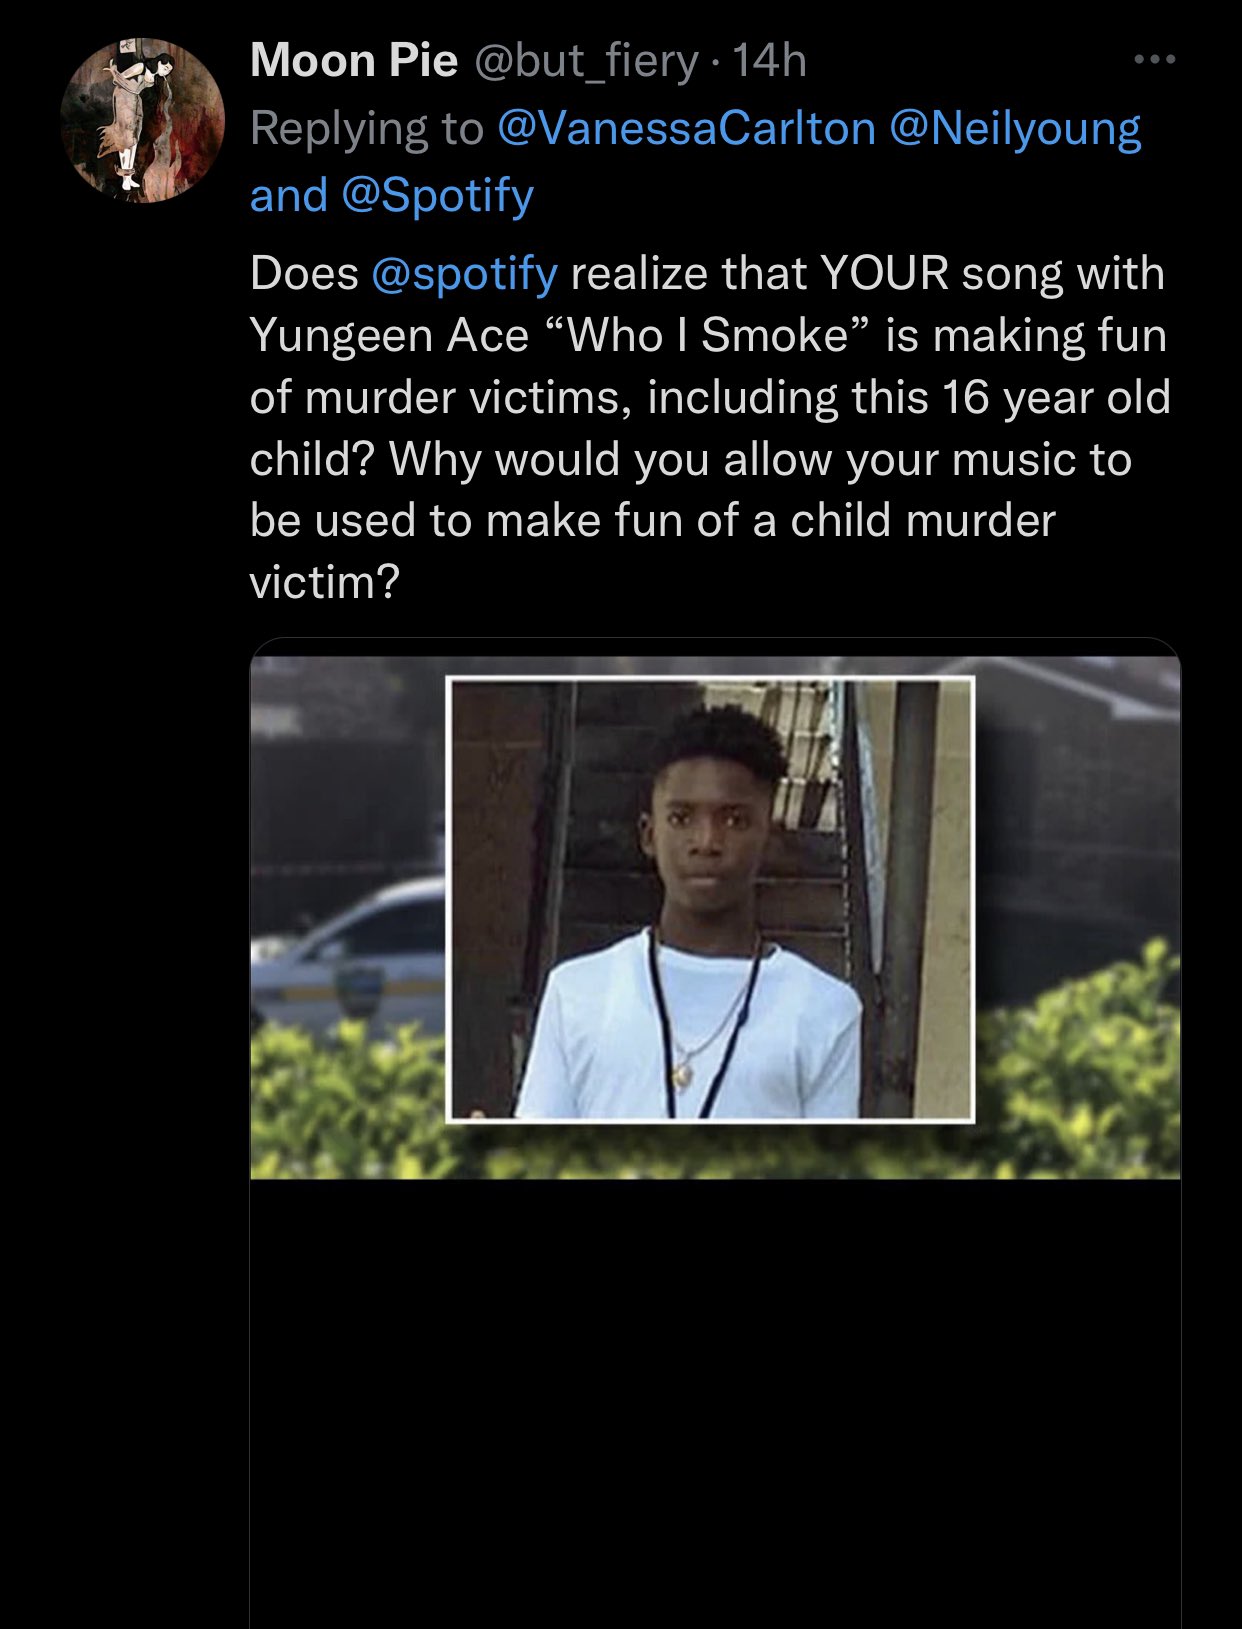 Moon Pie @but_fiery · 14h
Replying to @VanessaCarlton @Neilyoung
and @Spotify
Does @spotify realize that YOUR song with
Yungeen Ace “Who I Smoke” is making fun
of murder victims, including this 16 year old
child? Why would you allow your music to
be used to make fun of a child murder
victim?